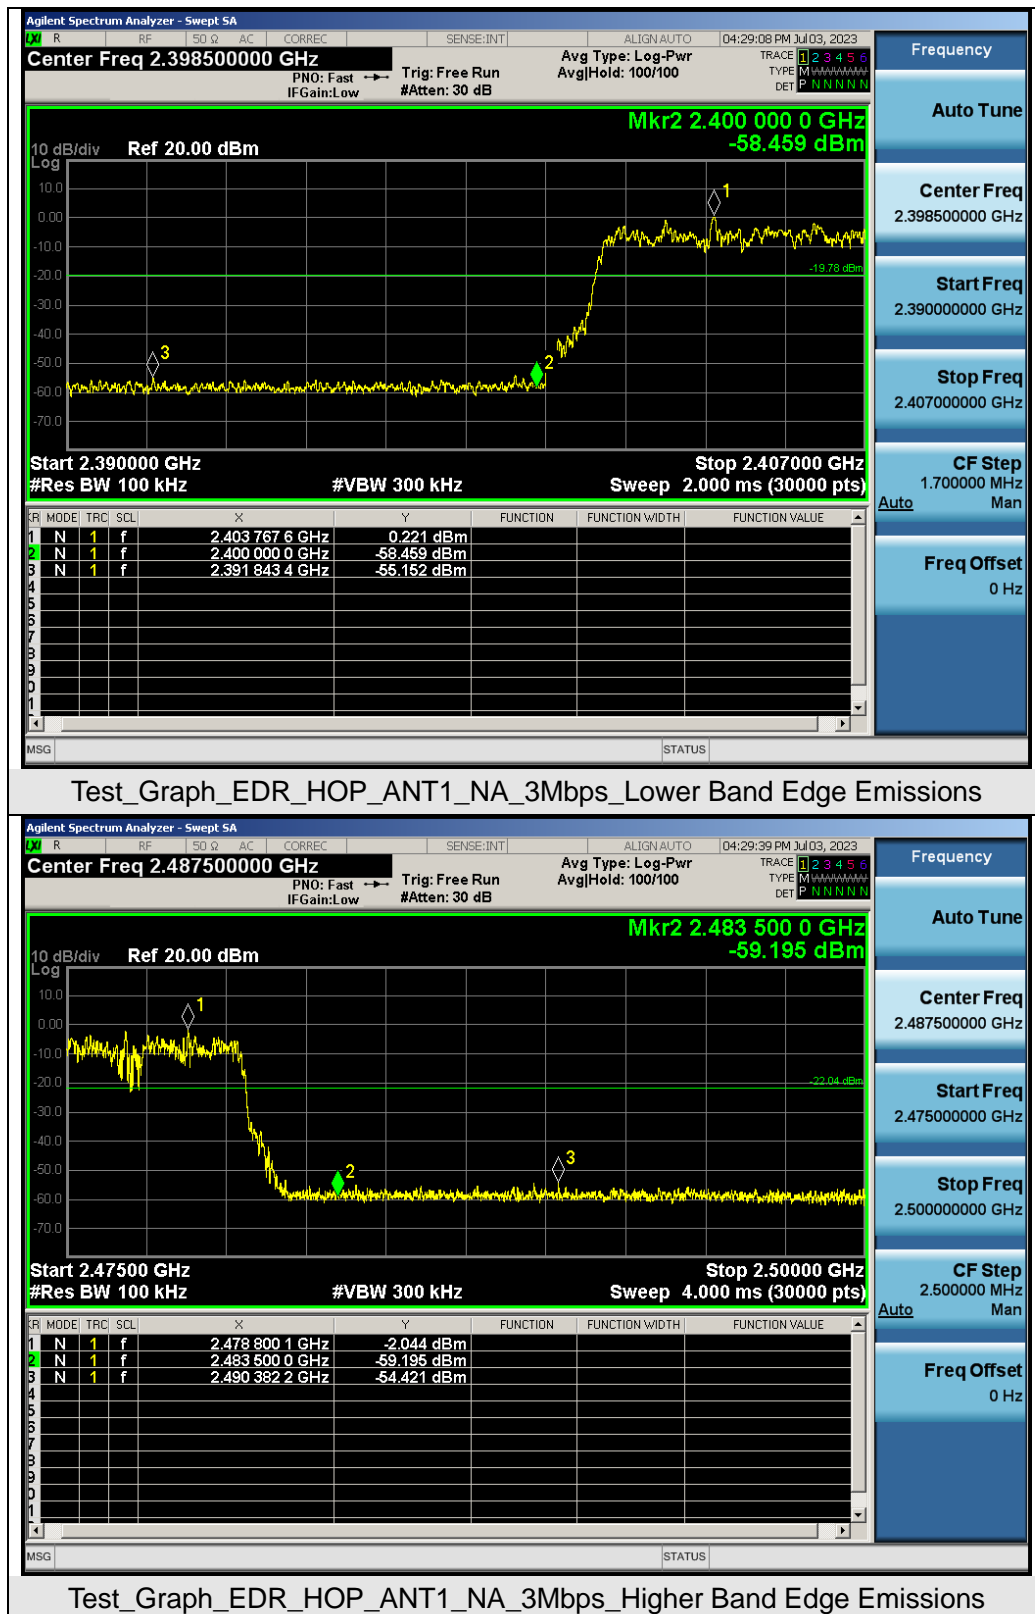 Agilent Spectrum Analyzer - Swept SA
LXI R RF 50 Ω AC CORREC SENSE:INT ALIGN AUTO 04:29:08 PM Jul 03, 2023
Center Freq 2.398500000 GHz
PNO: Fast
IFGain:Low
Trig: Free Run
#Atten: 30 dB
Avg Type: Log-Pwr
Avg|Hold: 100/100
TRACE 1 2 3 4 5 6
TYPE M
DET P N N N N N
Mkr2 2.400 000 0 GHz
-58.459 dBm
10 dB/div Ref 20.00 dBm
Log
10.0
0.00
-10.0
-20.0
-30.0
-40.0
-50.0
-60.0
-70.0
1
-19.78 dBm
3
2
Start 2.390000 GHz Stop 2.407000 GHz
#Res BW 100 kHz #VBW 300 kHz Sweep 2.000 ms (30000 pts)
MODE TRC SCL X Y FUNCTION FUNCTION WIDTH FUNCTION VALUE
1 N 1 f 2.403 767 6 GHz 0.221 dBm
2 N 1 f 2.400 000 0 GHz -58.459 dBm
3 N 1 f 2.391 843 4 GHz -55.152 dBm
4
5
6
7
MSG STATUS
Frequency
Auto Tune
Center Freq
2.398500000 GHz
Start Freq
2.390000000 GHz
Stop Freq
2.407000000 GHz
CF Step
1.700000 MHz
Auto Man
Freq Offset
0 Hz
Test_Graph_EDR_HOP_ANT1_NA_3Mbps_Lower Band Edge Emissions
Agilent Spectrum Analyzer - Swept SA
LXI R RF 50 Ω AC CORREC SENSE:INT ALIGN AUTO 04:29:39 PM Jul 03, 2023
Center Freq 2.487500000 GHz
PNO: Fast
IFGain:Low
Trig: Free Run
#Atten: 30 dB
Avg Type: Log-Pwr
Avg|Hold: 100/100
TRACE 1 2 3 4 5 6
TYPE M
DET P N N N N N
Mkr2 2.483 500 0 GHz
-59.195 dBm
10 dB/div Ref 20.00 dBm
Log
10.0
0.00
-10.0
-20.0
-30.0
-40.0
-50.0
-60.0
-70.0
1
-22.04 dBm
2
3
Start 2.47500 GHz Stop 2.50000 GHz
#Res BW 100 kHz #VBW 300 kHz Sweep 4.000 ms (30000 pts)
MODE TRC SCL X Y FUNCTION FUNCTION WIDTH FUNCTION VALUE
1 N 1 f 2.478 800 1 GHz -2.044 dBm
2 N 1 f 2.483 500 0 GHz -59.195 dBm
3 N 1 f 2.490 382 2 GHz -54.421 dBm
4
5
6
7
MSG STATUS
Frequency
Auto Tune
Center Freq
2.487500000 GHz
Start Freq
2.475000000 GHz
Stop Freq
2.500000000 GHz
CF Step
2.500000 MHz
Auto Man
Freq Offset
0 Hz
Test_Graph_EDR_HOP_ANT1_NA_3Mbps_Higher Band Edge Emissions